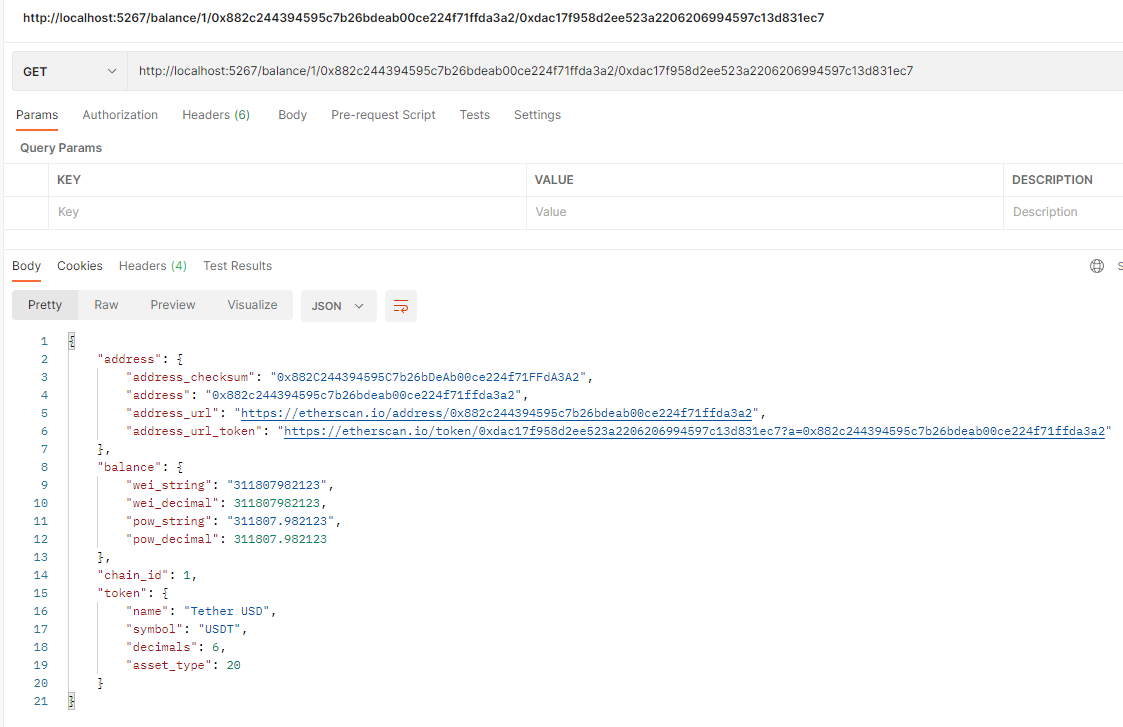 http://localhost:5267/balance/1/0x882c244394595c7b26bdeab00ce224f71ffda3a2/0xdac17f958d2ee523a2206206994597c13d831ec7
GET http://localhost:5267/balance/1/0x882c244394595c7b26bdeab00ce224f71ffda3a2/0xdac17f958d2ee523a2206206994597c13d831ec7
Params Authorization Headers (6) Body Pre-request Script Tests Settings
Query Params
KEY VALUE DESCRIPTION
Key Value Description
Body Cookies Headers (4) Test Results S
Pretty Raw Preview Visualize JSON
1 {
2 "address": {
3 "address_checksum": "0x882C244394595C7b26bDeAb00ce224f71FFdA3A2",
4 "address": "0x882c244394595c7b26bdeab00ce224f71ffda3a2",
5 "address_url": "https://etherscan.io/address/0x882c244394595c7b26bdeab00ce224f71ffda3a2",
6 "address_url_token": "https://etherscan.io/token/0xdac17f958d2ee523a2206206994597c13d831ec7?a=0x882c244394595c7b26bdeab00ce224f71ffda3a2"
7 },
8 "balance": {
9 "wei_string": "311807982123",
10 "wei_decimal": 311807982123,
11 "pow_string": "311807.982123",
12 "pow_decimal": 311807.982123
13 },
14 "chain_id": 1,
15 "token": {
16 "name": "Tether USD",
17 "symbol": "USDT",
18 "decimals": 6,
19 "asset_type": 20
20 }
21 }